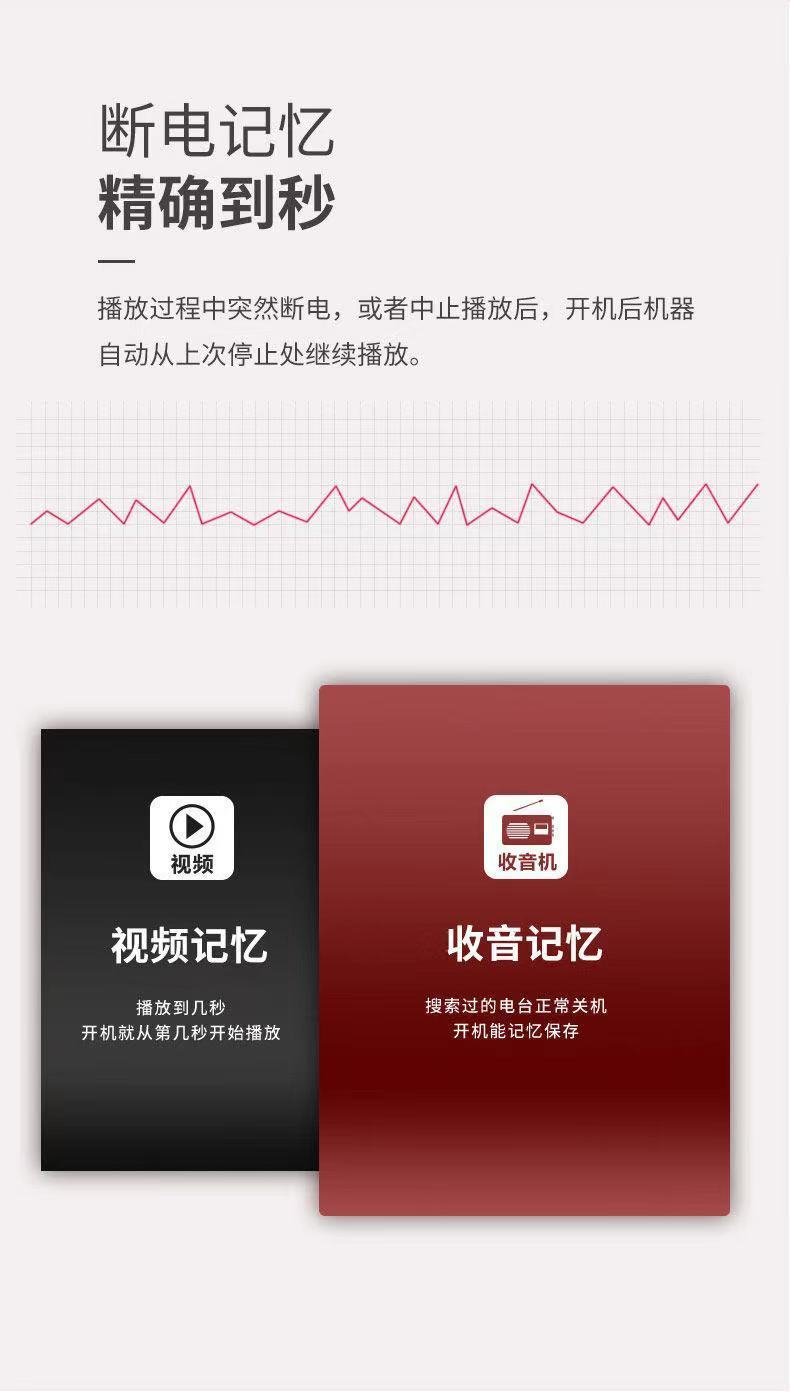 断电记忆
精确到秒
播放过程中突然断电，或者中止播放后，开机后机器
自动从上次停止处继续播放。
视频
视频记忆
播放到几秒
开机就从第几秒开始播放
收音机
收音记忆
搜索过的电台正常关机
开机能记忆保存